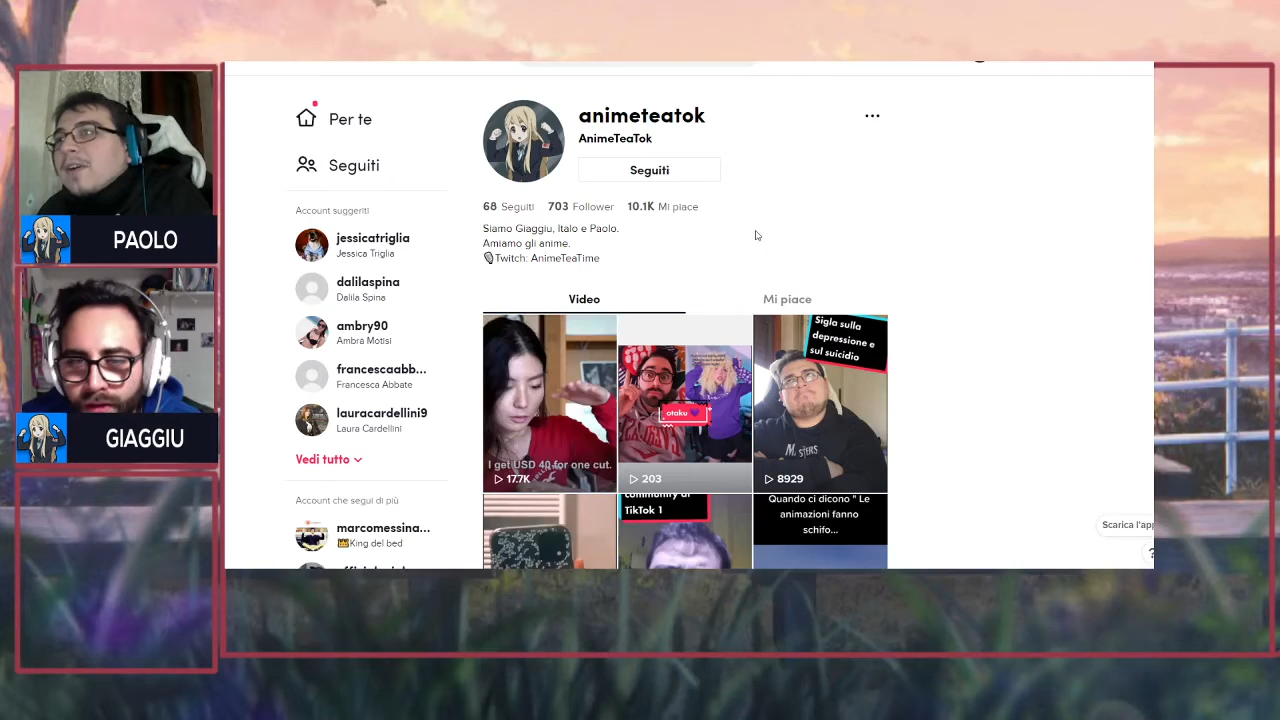 PAOLO
GIAGGIU
Per te
Seguiti
Account suggeriti
jessicatriglia
Jessica Triglia
dalilaspina
Dalila Spina
ambry90
Ambra Motisi
francescaabb...
Francesca Abbate
lauracardellini9
Laura Cardellini
Vedi tutto
Account che segui di più
marcomessina...
King del bed
animeteatok
AnimeTeaTok
Seguiti
68 Seguiti 703 Follower 10.1K Mi piace
Siamo Giaggiu, Italo e Paolo.
Amiamo gli anime.
Twitch: AnimeTeaTime
Video
Mi piace
I get USD 40 for one cut.
17.7K
otaku
203
Sigla sulla
depressione e
sul suicidio
8929
community di
TikTok 1
Quando ci dicono " Le
animazioni fanno
schifo...
Scarica l'app
?